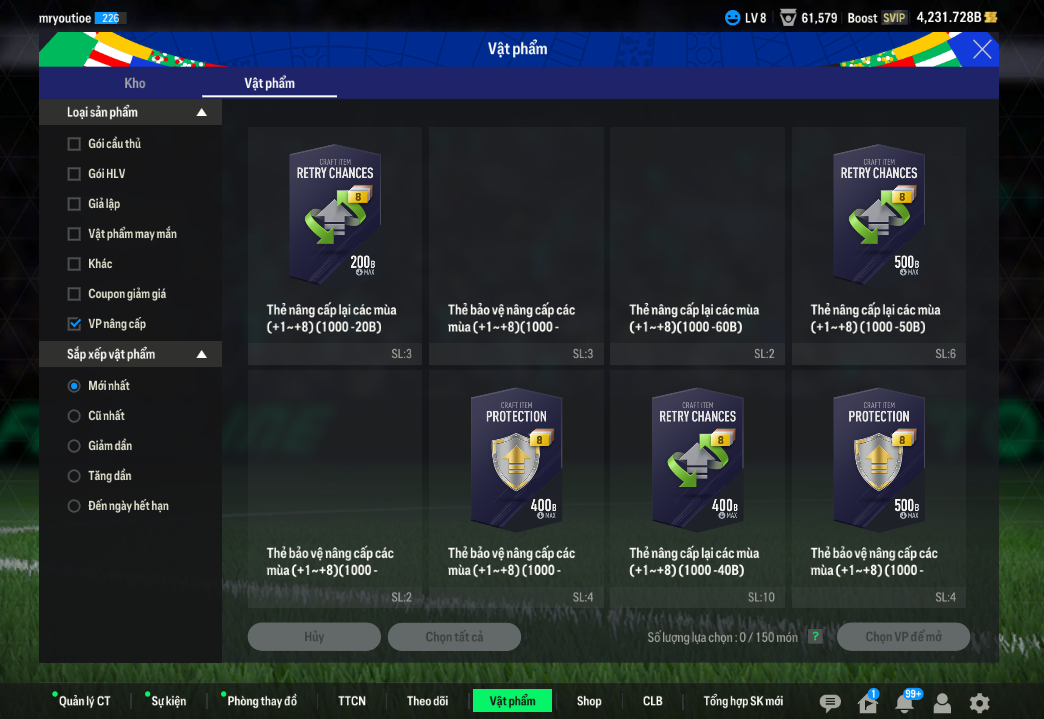 mryoutioe 226
LV 8 61,579 Boost SVIP 4,231.728B
Vật phẩm
Kho Vật phẩm
Loại sản phẩm
Gói cầu thủ
Gói HLV
Giả lập
Vật phẩm may mắn
Khác
Coupon giảm giá
VP nâng cấp
Sắp xếp vật phẩm
Mới nhất
Cũ nhất
Giảm dần
Tăng dần
Đến ngày hết hạn
CRAFT ITEM
RETRY CHANCES
8
200B
MAX
Thẻ nâng cấp lại các mùa
(+1~+8) (1000 -20B)
SL:3
Thẻ bảo vệ nâng cấp các
mùa (+1~+8)(1000 -
SL:3
Thẻ nâng cấp lại các mùa
(+1~+8)(1000 -60B)
SL:2
CRAFT ITEM
RETRY CHANCES
8
500B
MAX
Thẻ nâng cấp lại các mùa
(+1~+8) (1000 -50B)
SL:6
Thẻ bảo vệ nâng cấp các
mùa (+1~+8)(1000 -
SL:2
CRAFT ITEM
PROTECTION
8
400B
MAX
Thẻ bảo vệ nâng cấp các
mùa (+1~+8) (1000 -
SL:4
CRAFT ITEM
RETRY CHANCES
8
400B
MAX
Thẻ nâng cấp lại các mùa
(+1~+8) (1000 -40B)
SL:10
CRAFT ITEM
PROTECTION
8
500B
MAX
Thẻ bảo vệ nâng cấp các
mùa (+1~+8) (1000 -
SL:4
Hủy Chọn tất cả Số lượng lựa chọn : 0 / 150 món ? Chọn VP để mở
Quản lý CT Sự kiện Phòng thay đồ TTCN Theo dõi Vật phẩm Shop CLB Tổng hợp SK mới 1 99+